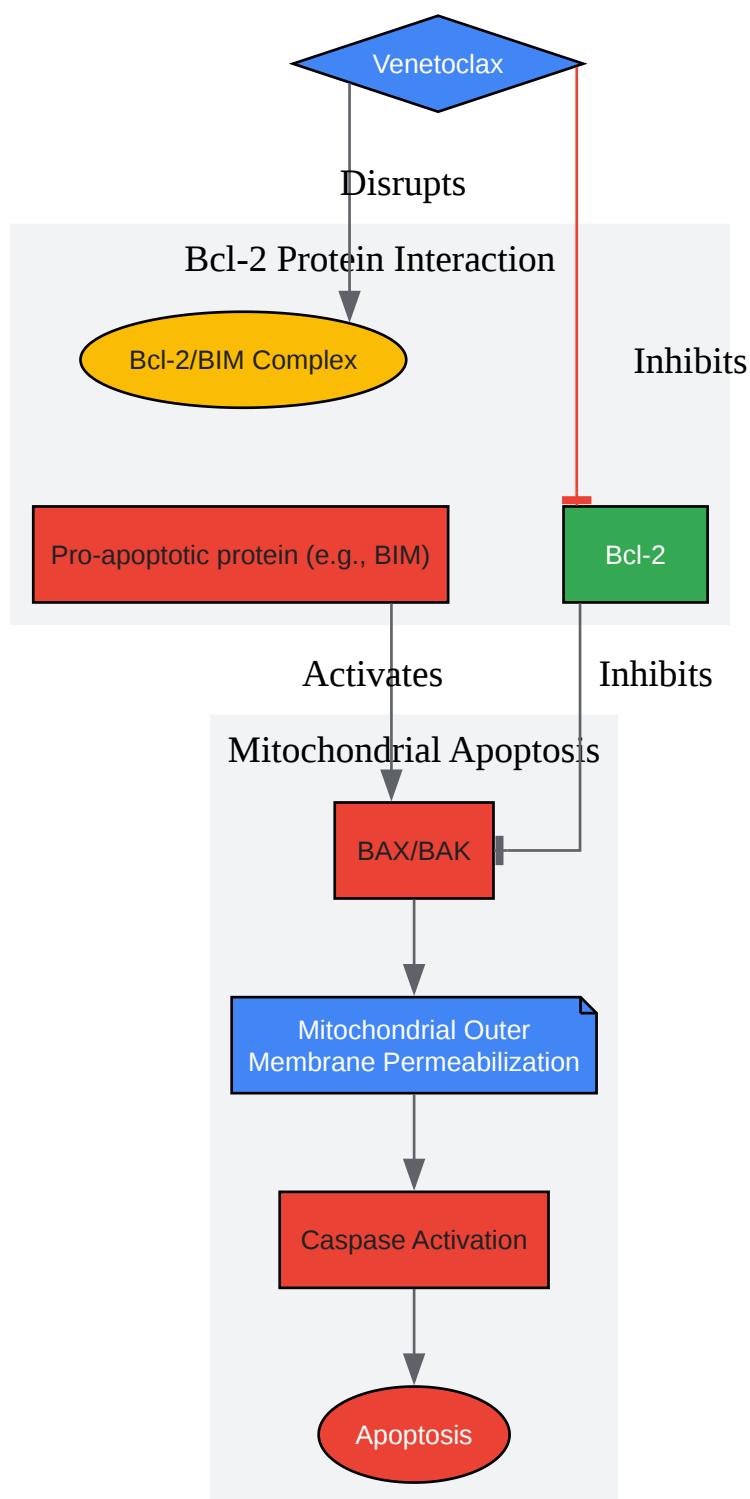 Venetoclax
Disrupts
Bcl-2 Protein Interaction
Bcl-2/BIM Complex
Inhibits
Pro-apoptotic protein (e.g., BIM)
Bcl-2
Activates
Inhibits
Mitochondrial Apoptosis
BAX/BAK
Mitochondrial Outer
Membrane Permeabilization
Caspase Activation
Apoptosis